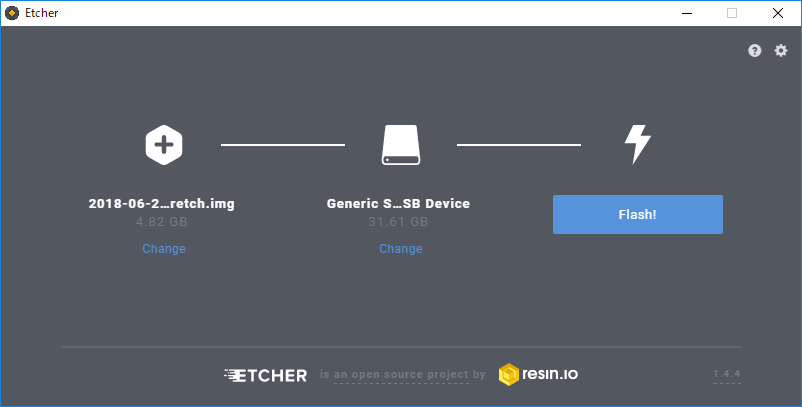 Etcher
2018-06-2...retch.img
4.82 GB
Change
Generic S...SB Device
31.61 GB
Change
Flash!
ETCHER is an open source project by resin.io
1.4.4